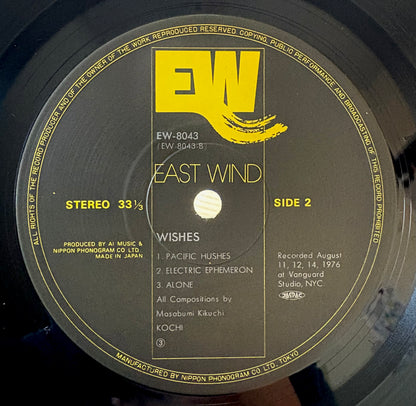 ALL RIGHTS OF THE RECORD PRODUCER AND OF THE OWNER OF THE WORK REPRODUCED RESERVED. COPYING, PUBLIC PERFORMANCE AND BROADCASTING OF THIS RECORD PROHIBITED.
EW
EW-8043
(EW 8043-B)
EAST WIND
STEREO 33 1/3
SIDE 2
WISHES
PRODUCED BY AI MUSIC &
NIPPON PHONOGRAM CO., LTD.
MADE IN JAPAN
1. PACIFIC HUSHES
2. ELECTRIC EPHEMERON
3. ALONE
All Compositions by
Masabumi Kikuchi
KOCHI
③
Recorded August
11, 12, 14, 1976
at Vanguard
Studio, NYC
MANUFACTURED BY NIPPON PHONOGRAM CO LTD., TOKYO